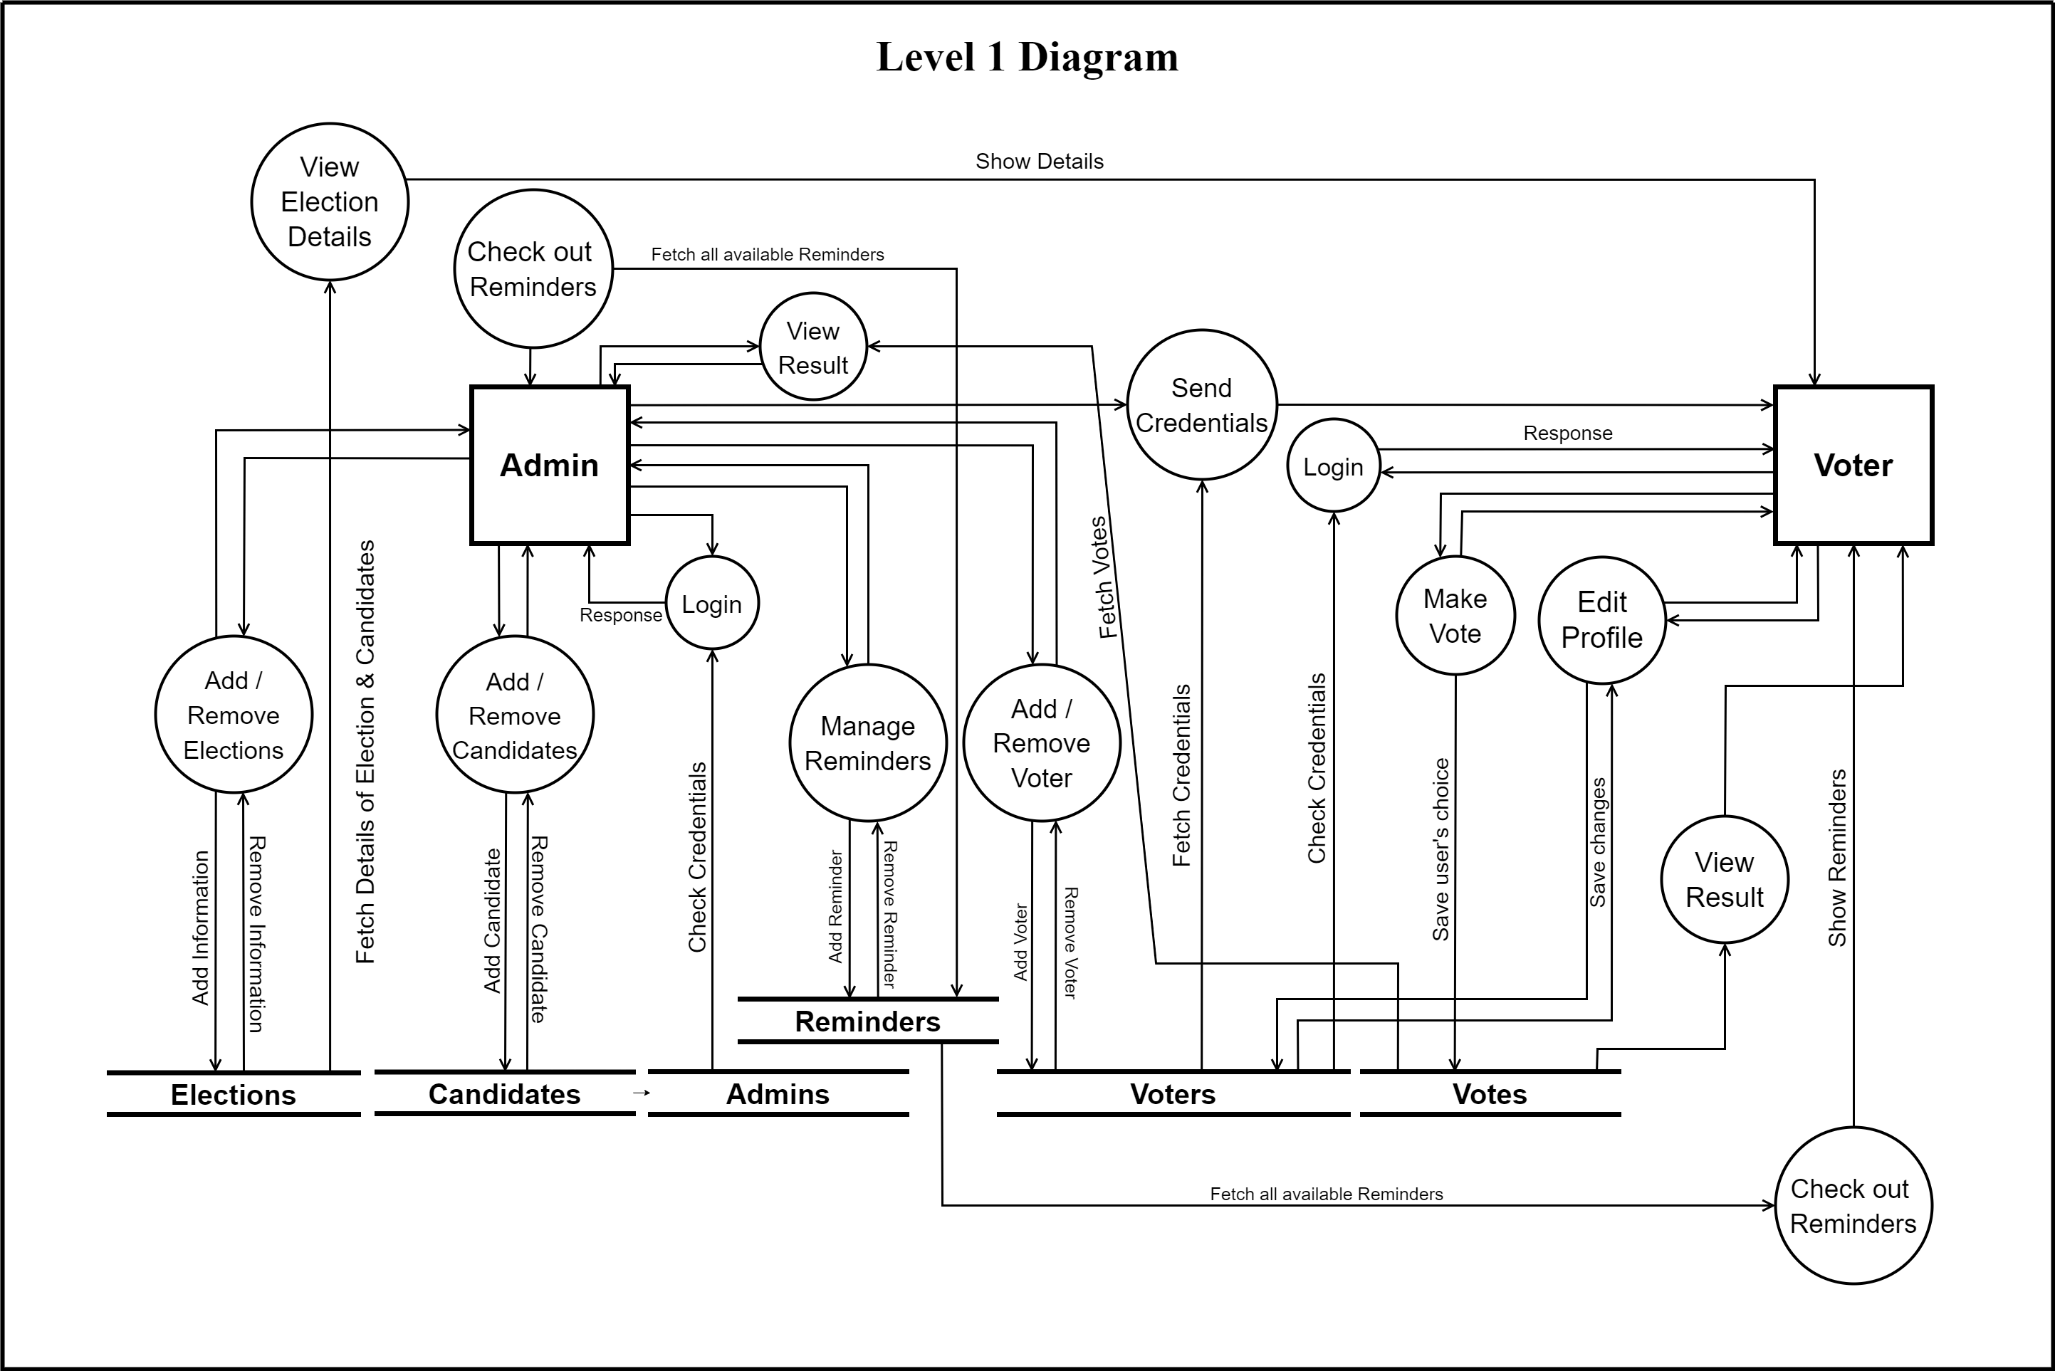 Level 1 Diagram
View
Election
Details
Show Details
Check out
Reminders
Fetch all available Reminders
View
Result
Send
Credentials
Admin
Login
Response
Voter
Fetch Votes
Fetch Details of Election & Candidates
Login
Response
Make
Vote
Edit
Profile
Add /
Remove
Elections
Add /
Remove
Candidates
Manage
Reminders
Add /
Remove
Voter
View
Result
Add Information
Remove Information
Add Candidate
Remove Candidate
Check Credentials
Add Reminder
Remove Reminder
Add Voter
Remove Voter
Fetch Credentials
Check Credentials
Save user's choice
Save changes
Show Reminders
Reminders
Elections
Candidates
Admins
Voters
Votes
Fetch all available Reminders
Check out
Reminders